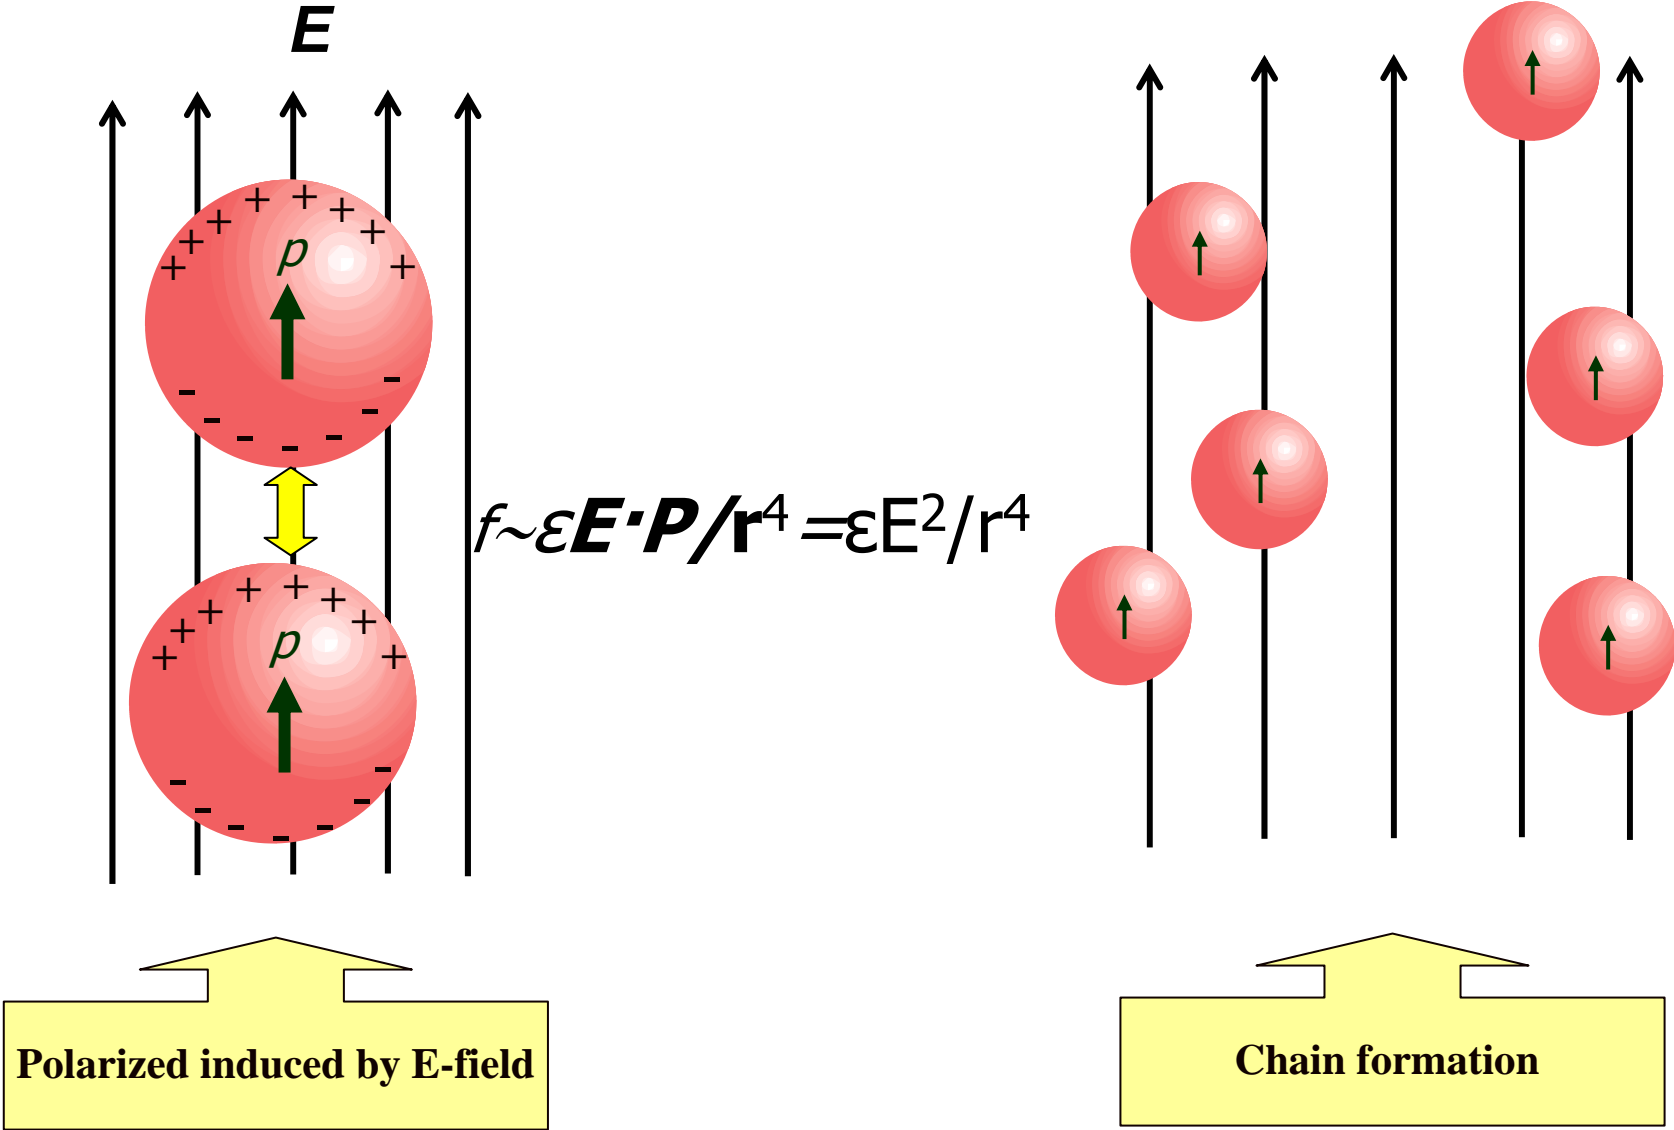 E
+ + + + + + + + +
p
- - - - - - - -
f~εE·P/r⁴=εE²/r⁴
+ + + + + + + + +
p
- - - - - - - -
Polarized induced by E-field
Chain formation